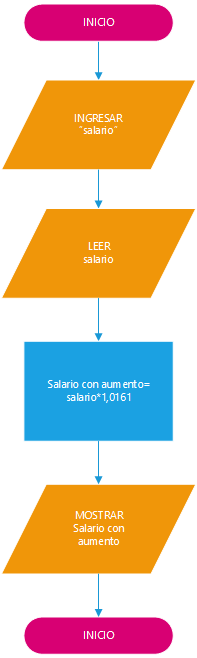 INICIO
INGRESAR
"salario"
LEER
salario
Salario con aumento=
salario*1,0161
MOSTRAR
Salario con
aumento
INICIO